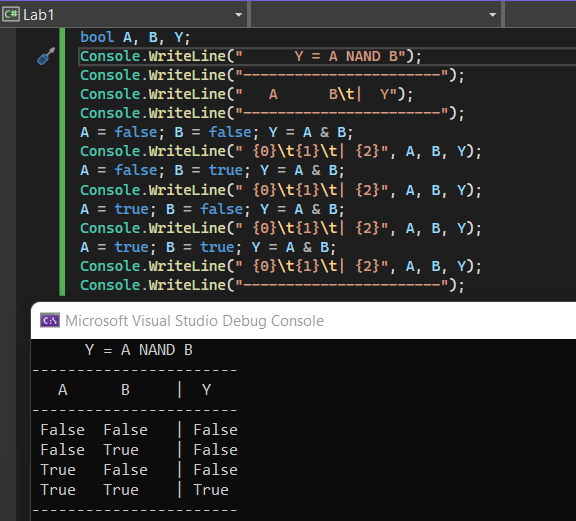 C# Lab1
bool A, B, Y;
Console.WriteLine("      Y = A NAND B");
Console.WriteLine("-----------------------");
Console.WriteLine("   A      B\t|  Y");
Console.WriteLine("-----------------------");
A = false; B = false; Y = A & B;
Console.WriteLine(" {0}\t{1}\t| {2}", A, B, Y);
A = false; B = true; Y = A & B;
Console.WriteLine(" {0}\t{1}\t| {2}", A, B, Y);
A = true; B = false; Y = A & B;
Console.WriteLine(" {0}\t{1}\t| {2}", A, B, Y);
A = true; B = true; Y = A & B;
Console.WriteLine(" {0}\t{1}\t| {2}", A, B, Y);
Console.WriteLine("-----------------------");
C:\ Microsoft Visual Studio Debug Console
      Y = A NAND B
-----------------------
   A      B     |  Y
-----------------------
 False  False   | False
 False  True    | False
 True   False   | False
 True   True    | True
-----------------------